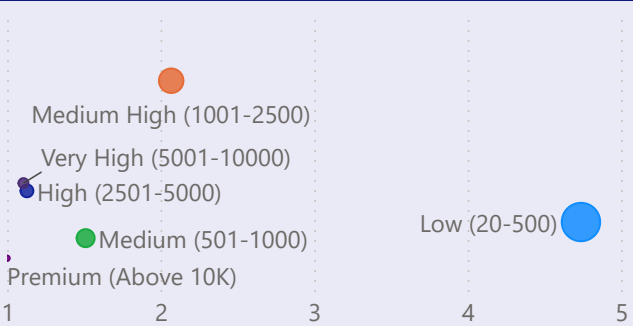 Medium High (1001-2500)
Very High (5001-10000)
High (2501-5000)
Low (20-500)
Medium (501-1000)
Premium (Above 10K)
1 2 3 4 5